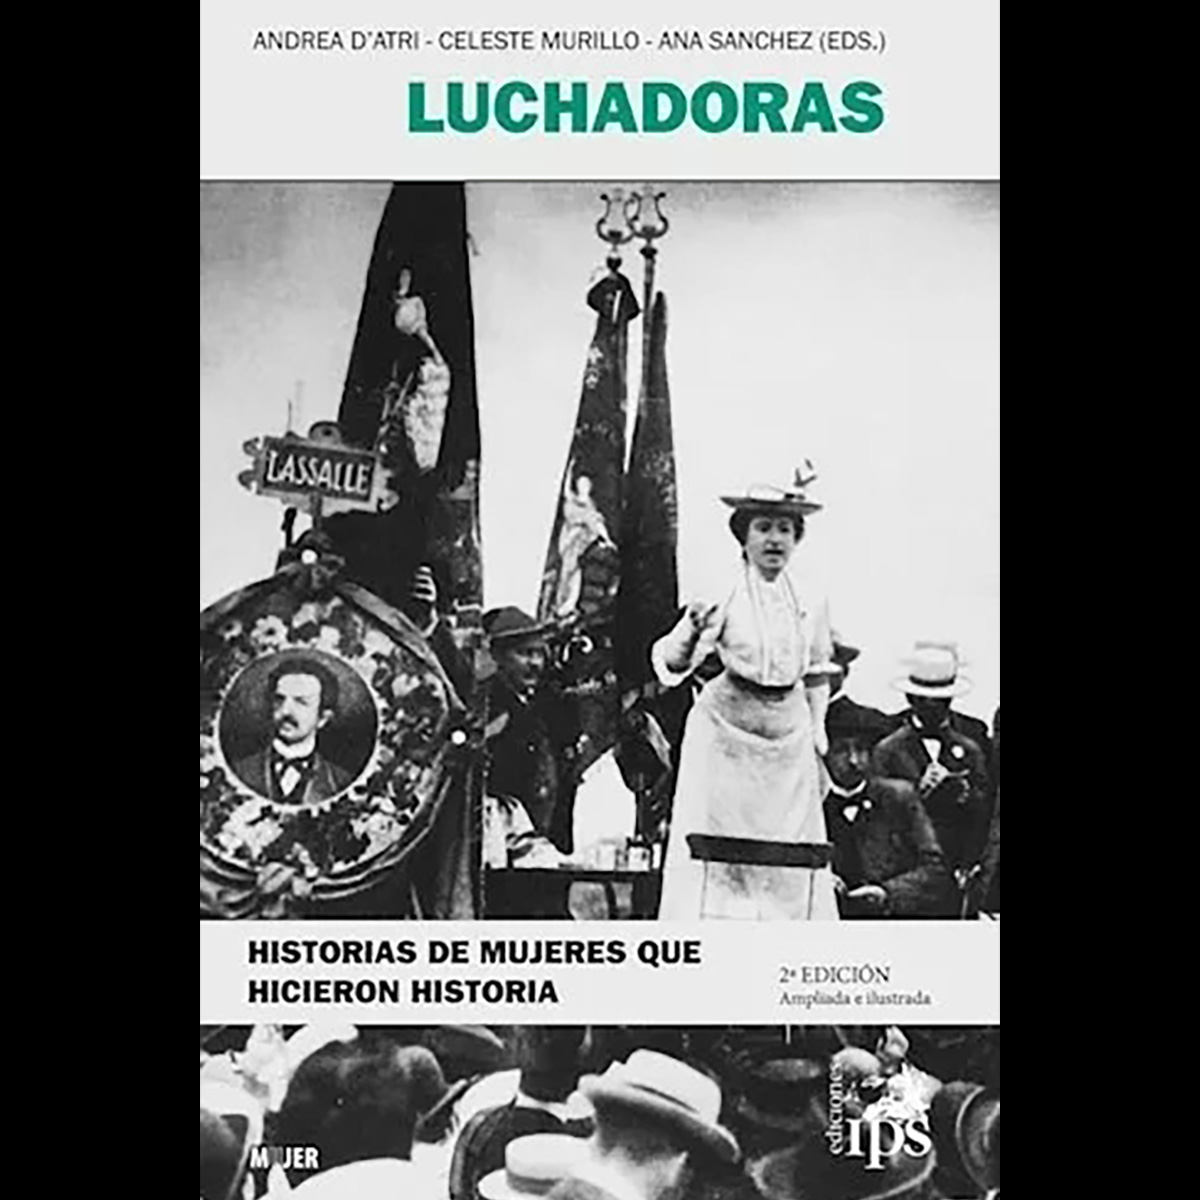 ANDREA D'ATRI - CELESTE MURILLO - ANA SANCHEZ (EDS.)
LUCHADORAS
LASSALLE
HISTORIAS DE MUJERES QUE
HICIERON HISTORIA
2ª EDICIÓN
Ampliada e ilustrada
ediciones
ips
MUJER